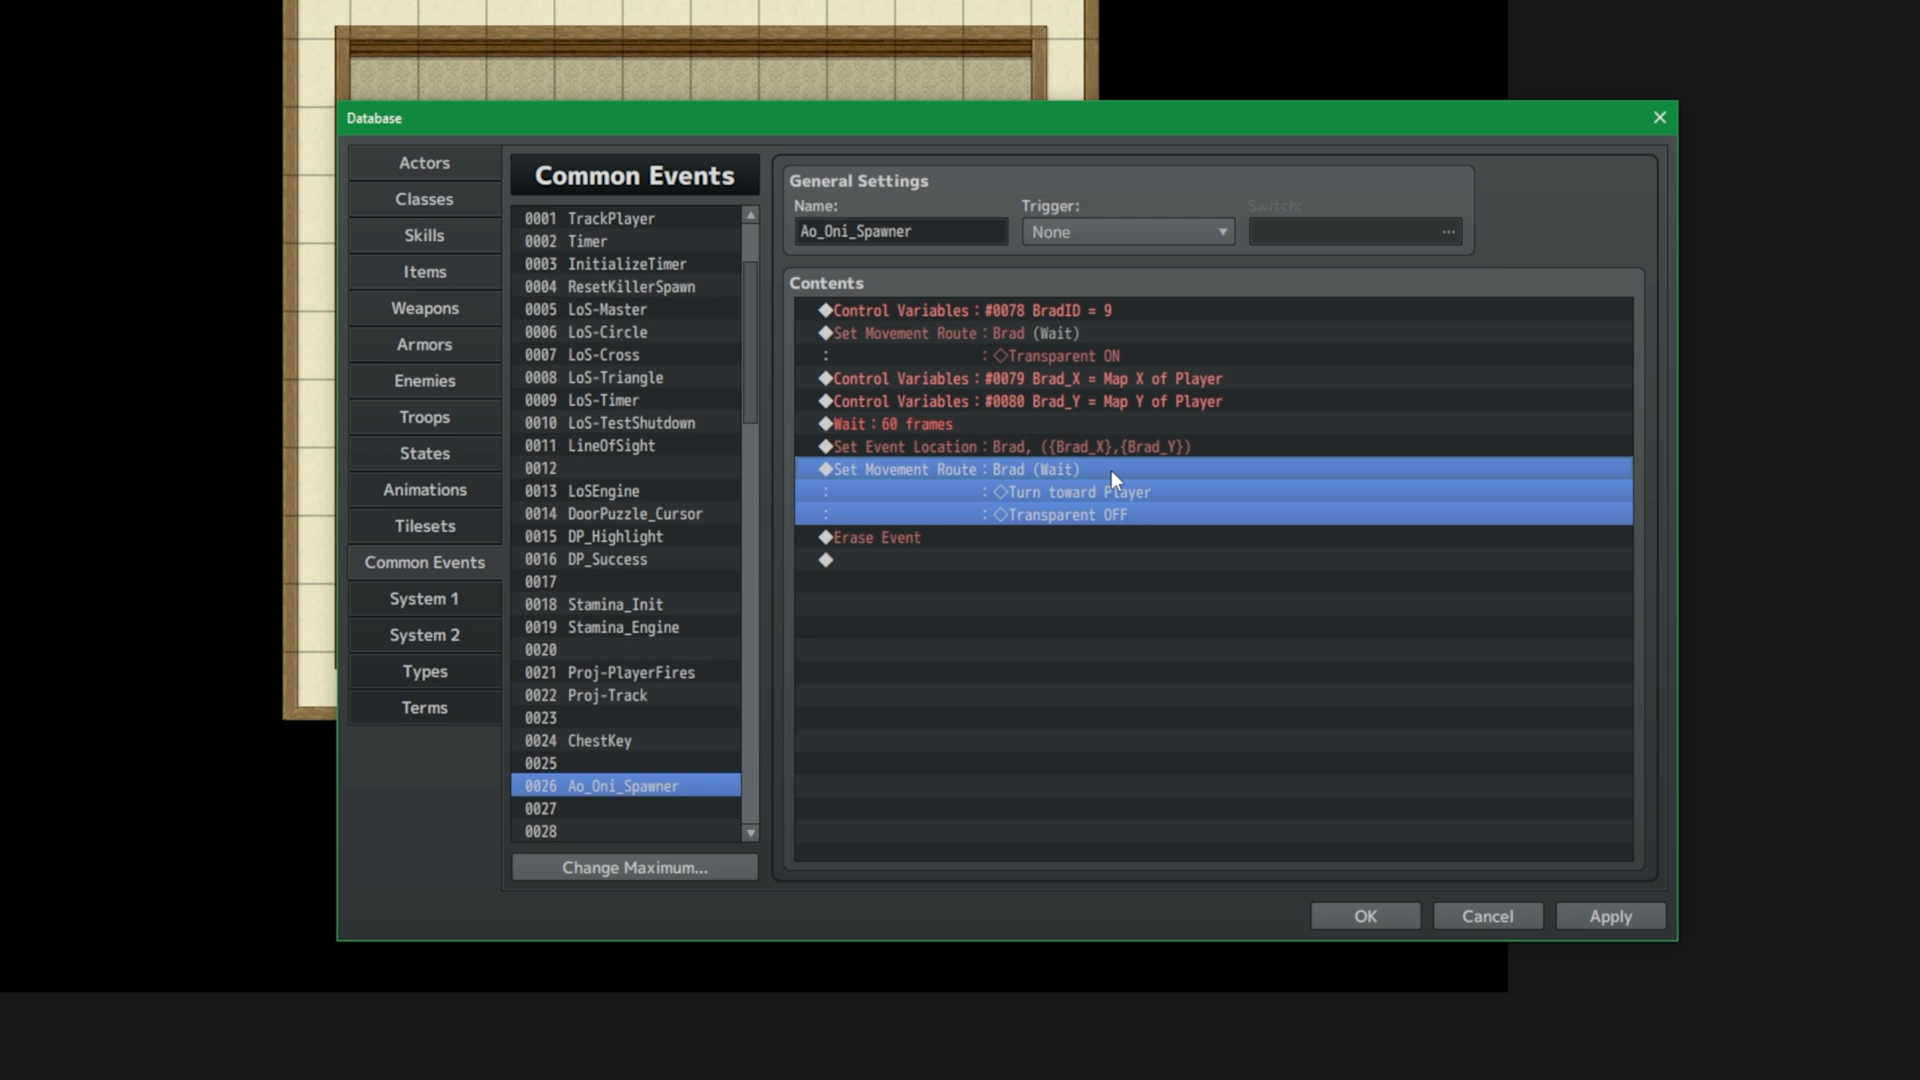 Database
Actors
Classes
Skills
Items
Weapons
Armors
Enemies
Troops
States
Animations
Tilesets
Common Events
System 1
System 2
Types
Terms
Common Events
0001 TrackPlayer
0002 Timer
0003 InitializeTimer
0004 ResetKillerSpawn
0005 LoS-Master
0006 LoS-Circle
0007 LoS-Cross
0008 LoS-Triangle
0009 LoS-Timer
0010 LoS-TestShutdown
0011 LineOfSight
0012
0013 LoSEngine
0014 DoorPuzzle_Cursor
0015 DP_Highlight
0016 DP_Success
0017
0018 Stamina_Init
0019 Stamina_Engine
0020
0021 Proj-PlayerFires
0022 Proj-Track
0023
0024 ChestKey
0025
0026 Ao_Oni_Spawner
0027
0028
Change Maximum...
General Settings
Name:
Trigger:
Switch:
Ao_Oni_Spawner
None
...
Contents
◆Control Variables : #0078 BradID = 9
◆Set Movement Route : Brad (Wait)
: : ◇Transparent ON
◆Control Variables : #0079 Brad_X = Map X of Player
◆Control Variables : #0080 Brad_Y = Map Y of Player
◆Wait : 60 frames
◆Set Event Location : Brad, ({Brad_X},{Brad_Y})
◆Set Movement Route : Brad (Wait)
: : ◇Turn toward Player
: : ◇Transparent OFF
◆Erase Event
◆
OK
Cancel
Apply